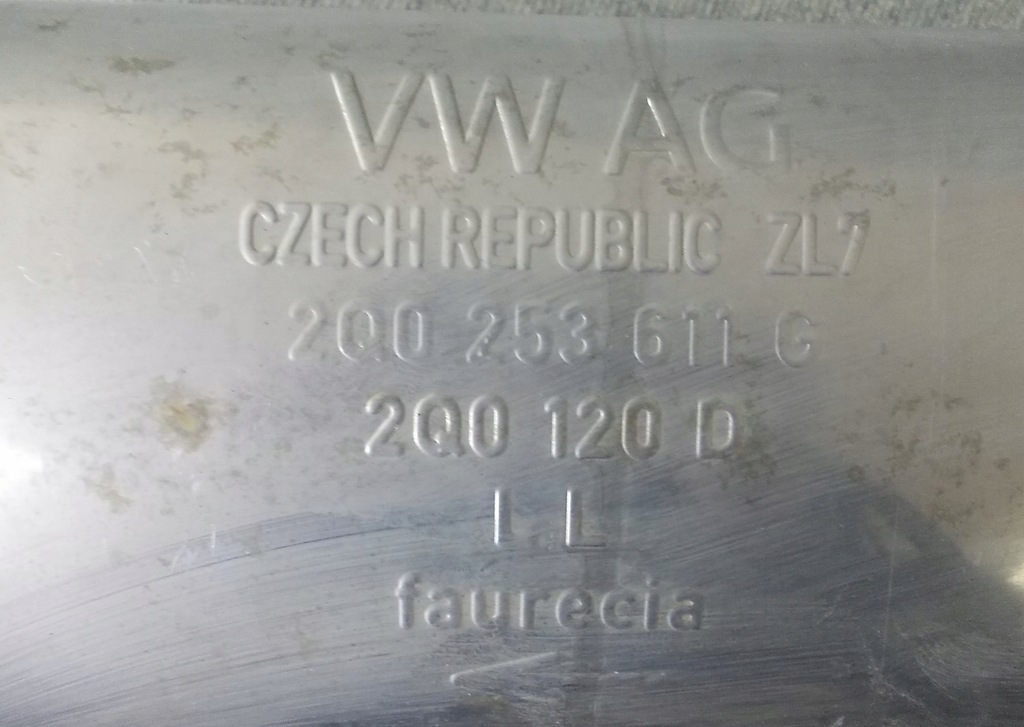 VW AG
CZECH REPUBLIC ZL7
2Q0 253 611 G
2Q0 120 D
I L
faurecia